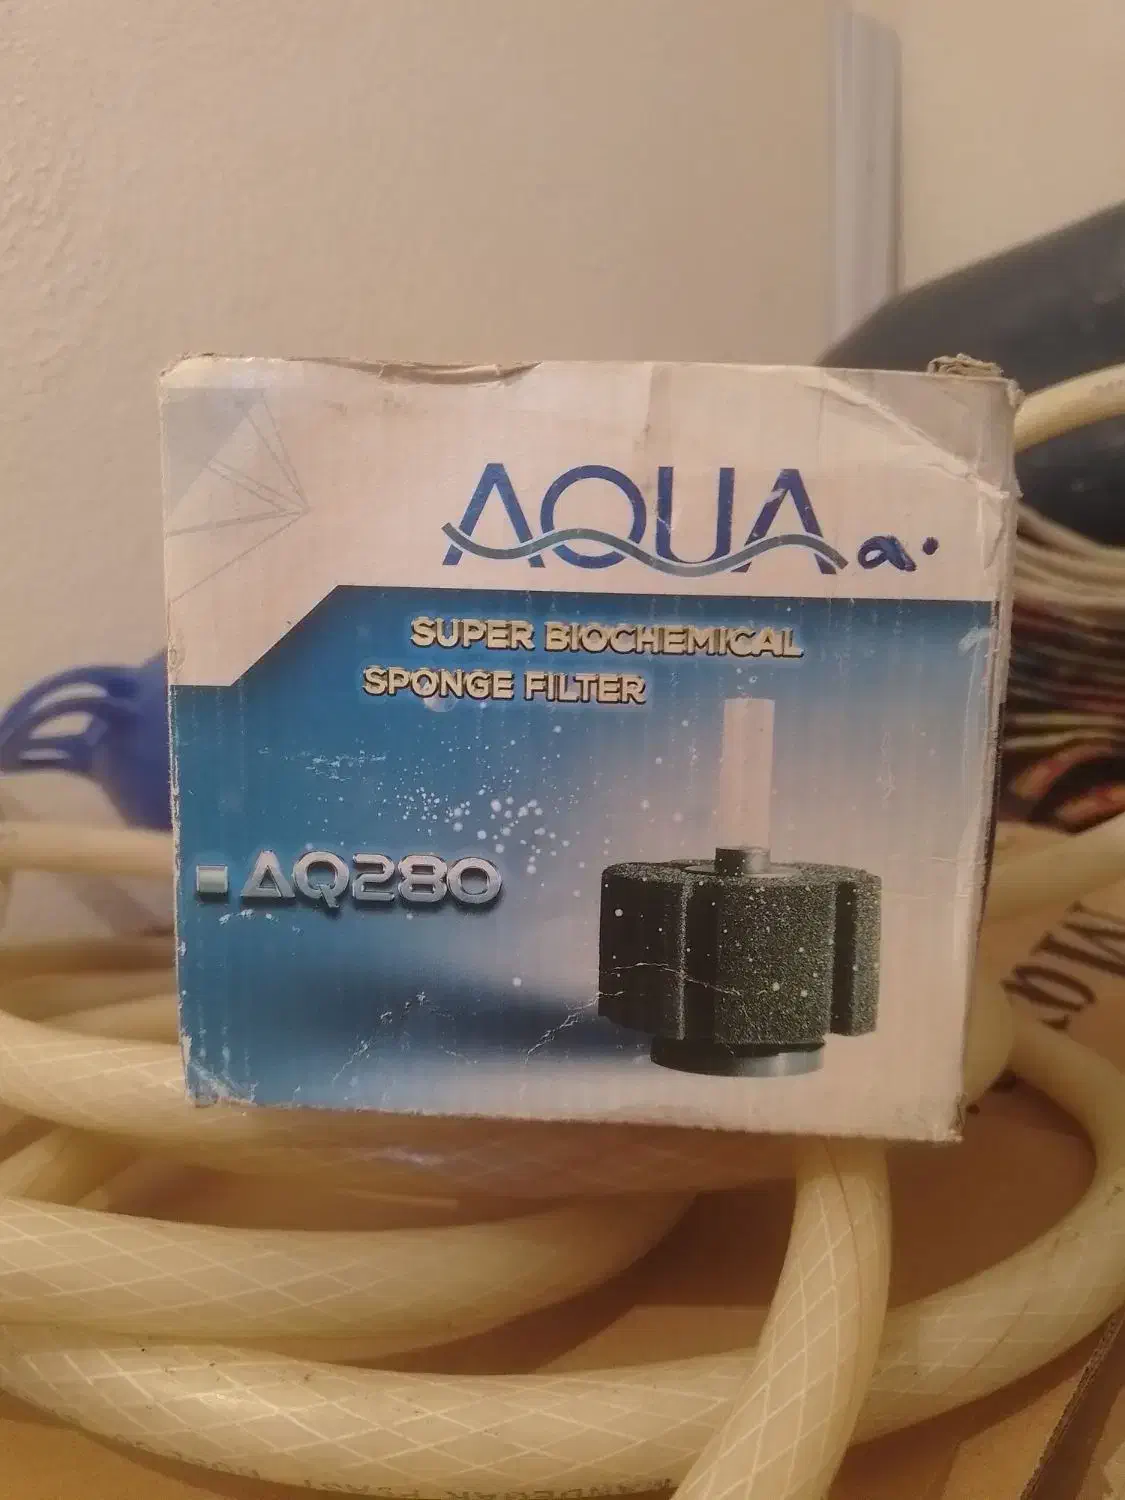 AQUA
SUPER BIOCHEMICAL
SPONGE FILTER
AQ280